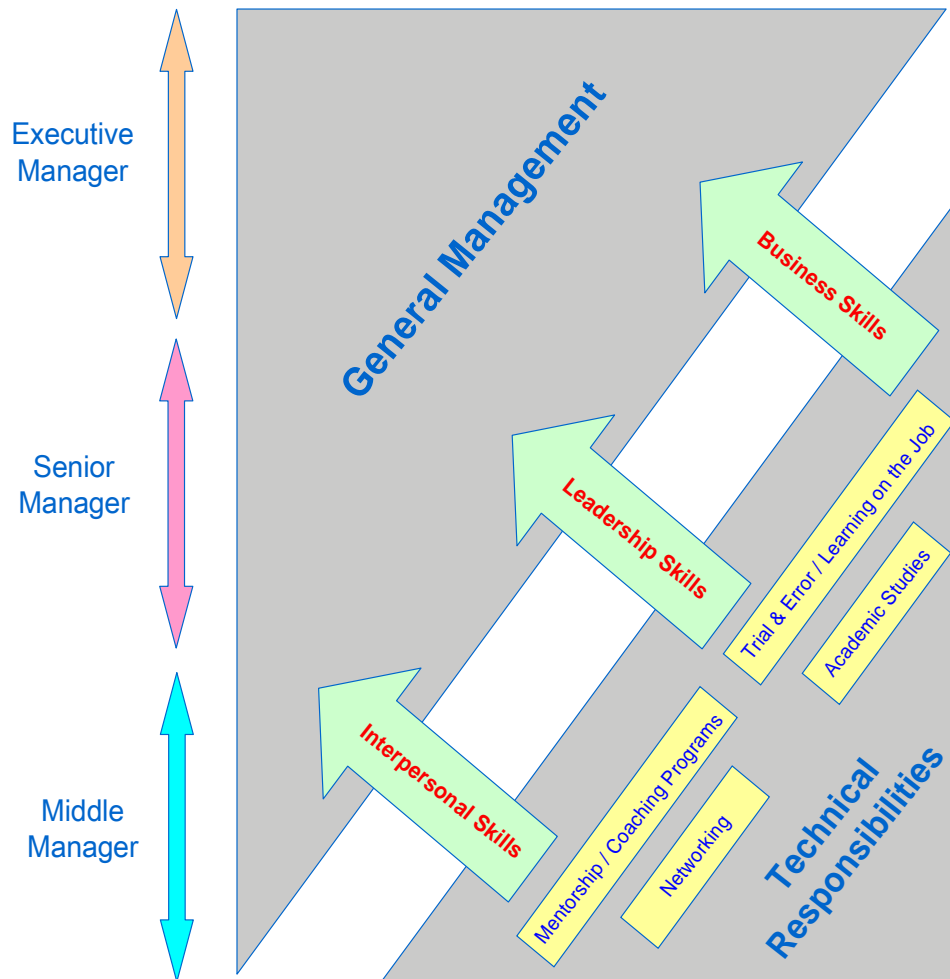 Executive
Manager
General Management
Business Skills
Senior
Manager
Leadership Skills
Trial & Error / Learning on the Job
Academic Studies
Middle
Manager
Interpersonal Skills
Mentorship / Coaching Programs
Networking
Technical
Responsibilities